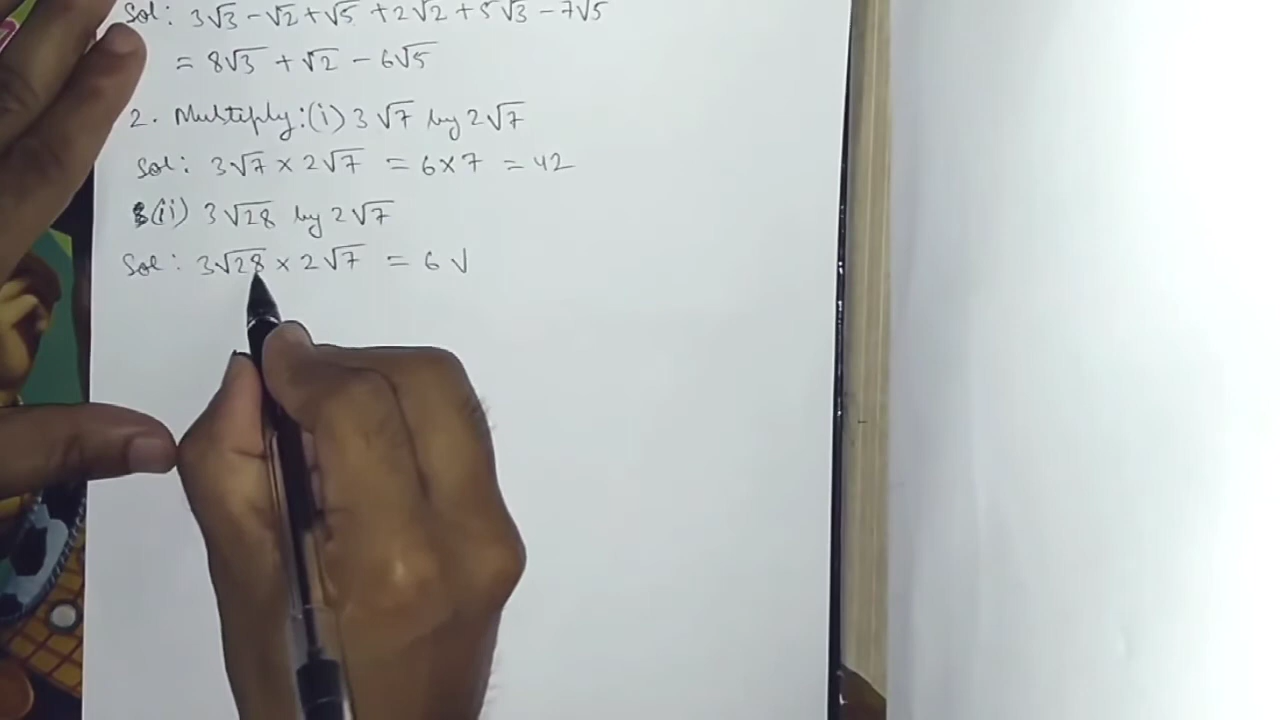 Sol: 3√3 - √2 + √5 + 2√2 + 5√3 - 7√5
= 8√3 + √2 - 6√5
2. Multiply: (i) 3√7 by 2√7
Sol: 3√7 × 2√7 = 6×7 = 42
(ii) 3√28 by 2√7
Sol: 3√28 × 2√7 = 6√